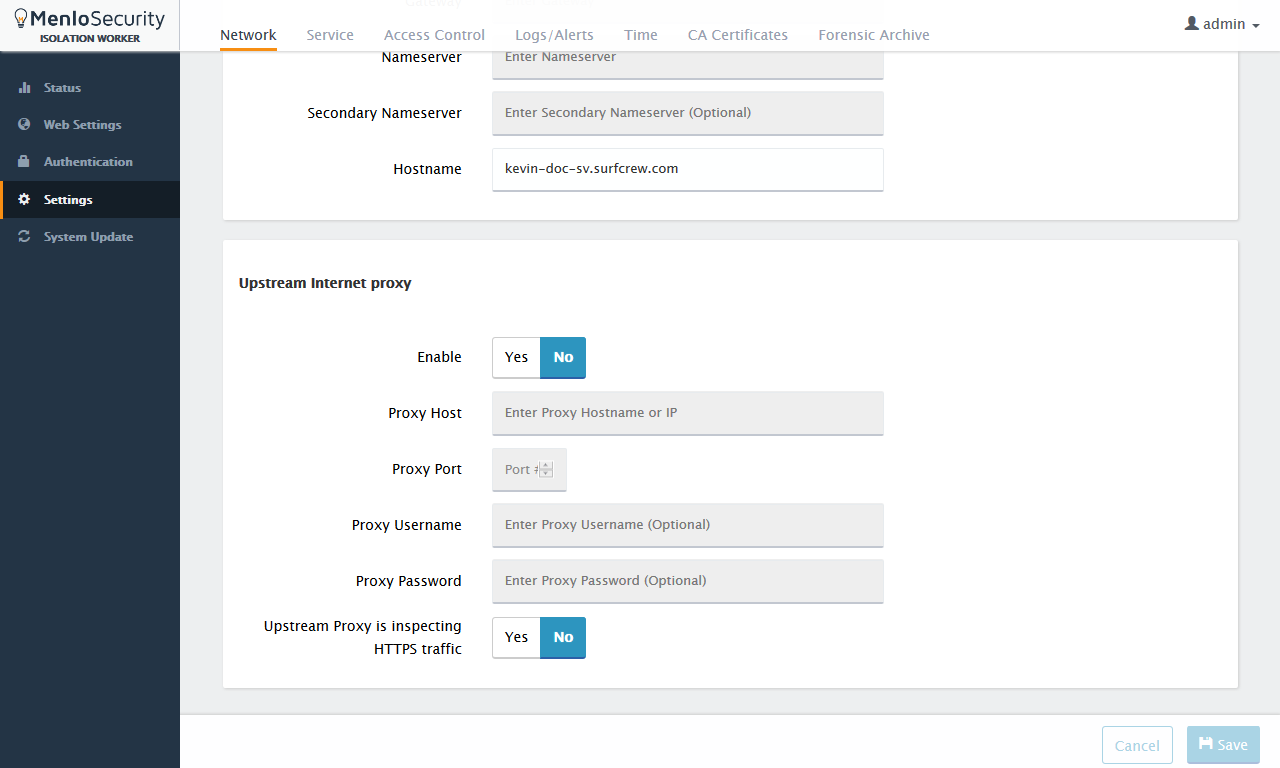 MenloSecurity
ISOLATION WORKER
Status
Web Settings
Authentication
Settings
System Update
Gateway
Network Service Access Control Logs/Alerts Time CA Certificates Forensic Archive
admin
Nameserver
Enter Nameserver
Secondary Nameserver
Enter Secondary Nameserver (Optional)
Hostname
kevin-doc-sv.surfcrew.com
Upstream Internet proxy
Enable
Yes No
Proxy Host
Enter Proxy Hostname or IP
Proxy Port
Port #
Proxy Username
Enter Proxy Username (Optional)
Proxy Password
Enter Proxy Password (Optional)
Upstream Proxy is inspecting
HTTPS traffic
Yes No
Cancel
Save